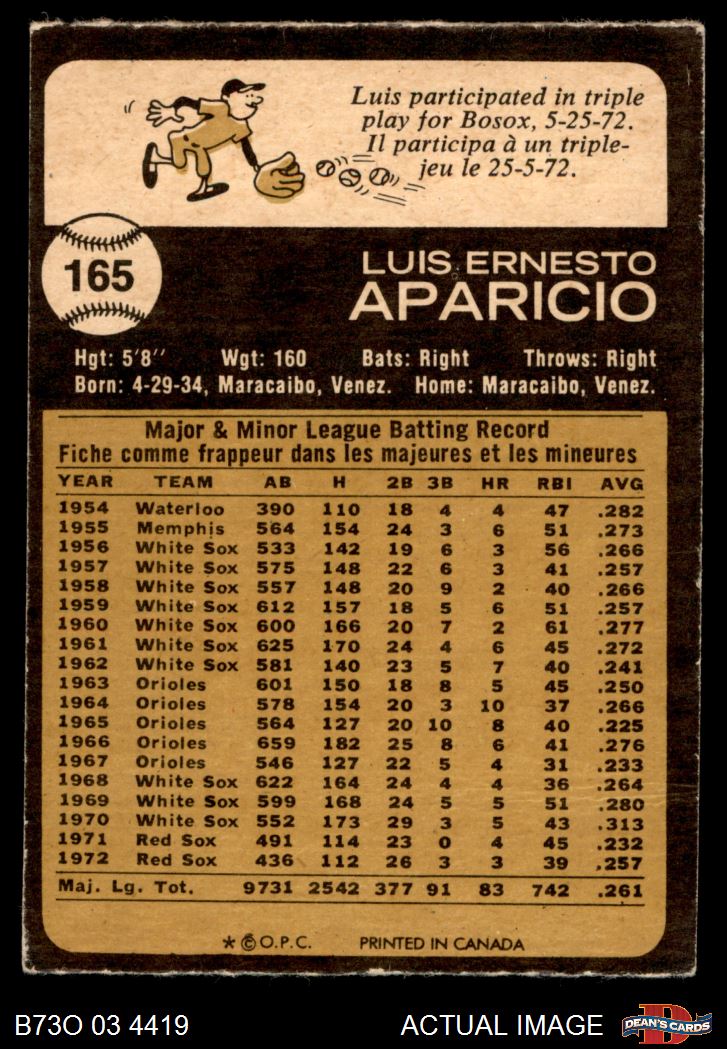 Luis participated in triple
play for Bosox, 5-25-72.
Il participa à un triple-
jeu le 25-5-72.
165
LUIS ERNESTO
APARICIO
Hgt: 5'8" Wgt: 160 Bats: Right Throws: Right
Born: 4-29-34, Maracaibo, Venez. Home: Maracaibo, Venez.
Major & Minor League Batting Record
Fiche comme frappeur dans les majeures et les mineures
YEAR TEAM AB H 2B 3B HR RBI AVG
1954 Waterloo 390 110 18 4 4 47 .282
1955 Memphis 564 154 24 3 6 51 .273
1956 White Sox 533 142 19 6 3 56 .266
1957 White Sox 575 148 22 6 3 41 .257
1958 White Sox 557 148 20 9 2 40 .266
1959 White Sox 612 157 18 5 6 51 .257
1960 White Sox 600 166 20 7 2 61 .277
1961 White Sox 625 170 24 4 6 45 .272
1962 White Sox 581 140 23 5 7 40 .241
1963 Orioles 601 150 18 8 5 45 .250
1964 Orioles 578 154 20 3 10 37 .266
1965 Orioles 564 127 20 10 8 40 .225
1966 Orioles 659 182 25 8 6 41 .276
1967 Orioles 546 127 22 5 4 31 .233
1968 White Sox 622 164 24 4 4 36 .264
1969 White Sox 599 168 24 5 5 51 .280
1970 White Sox 552 173 29 3 5 43 .313
1971 Red Sox 491 114 23 0 4 45 .232
1972 Red Sox 436 112 26 3 3 39 .257
Maj. Lg. Tot. 9731 2542 377 91 83 742 .261
* © O.P.C. PRINTED IN CANADA
B73O 03 4419 ACTUAL IMAGE D DEAN'S CARDS